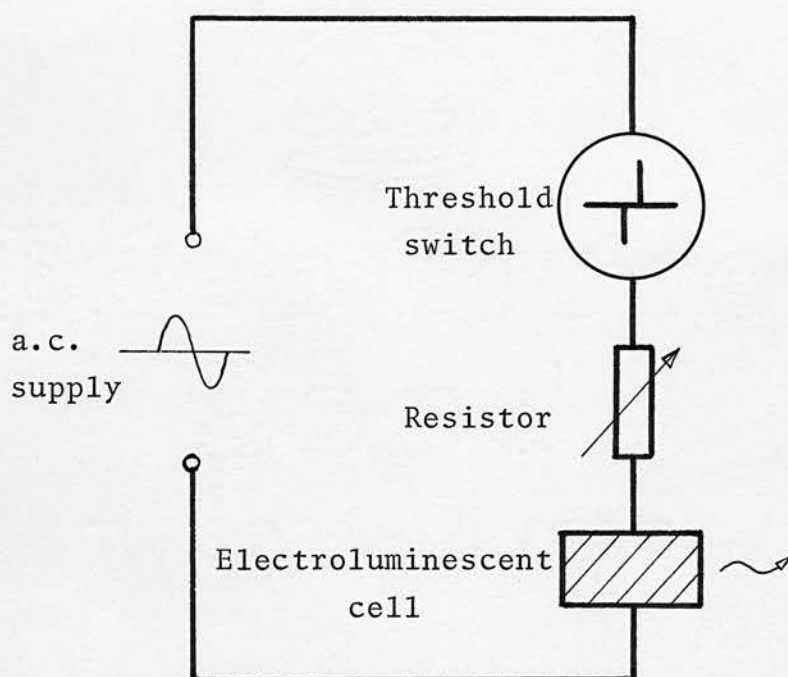 Threshold
switch
a.c.
supply
Resistor
Electroluminescent
cell